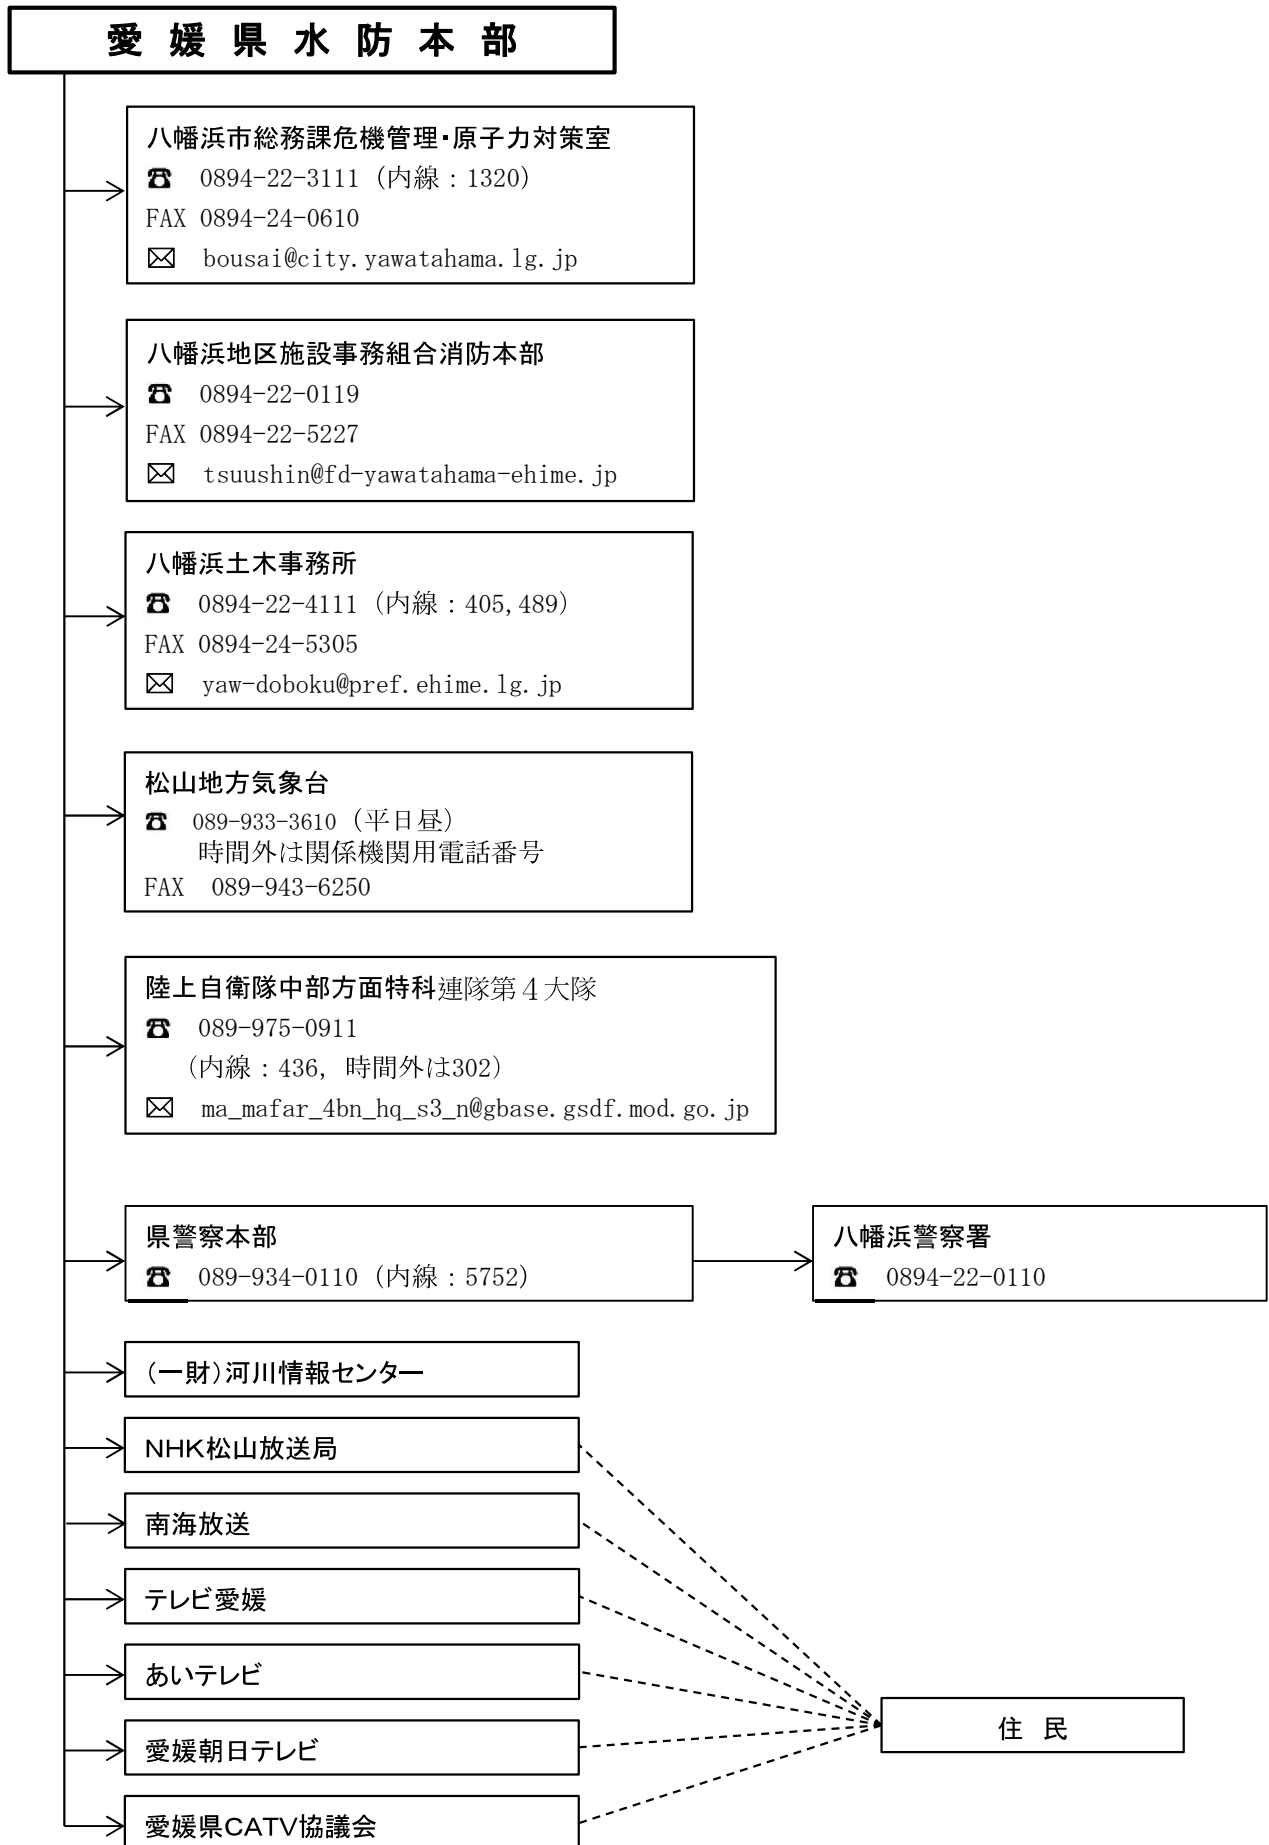 愛媛県水防本部
八幡浜市総務課危機管理・原子力対策室
☎ 0894-22-3111（内線：1320）
FAX 0894-24-0610
✉ bousai@city.yawatahama.lg.jp
八幡浜地区施設事務組合消防本部
☎ 0894-22-0119
FAX 0894-22-5227
✉ tsuushin@fd-yawatahama-ehime.jp
八幡浜土木事務所
☎ 0894-22-4111（内線：405,489）
FAX 0894-24-5305
✉ yaw-doboku@pref.ehime.lg.jp
松山地方気象台
☎ 089-933-3610（平日昼）
時間外は関係機関用電話番号
FAX 089-943-6250
陸上自衛隊中部方面特科連隊第４大隊
☎ 089-975-0911
（内線：436, 時間外は302）
✉ ma_mafar_4bn_hq_s3_n@gbase.gsdf.mod.go.jp
県警察本部
☎ 089-934-0110（内線：5752）
八幡浜警察署
☎ 0894-22-0110
（一財）河川情報センター
NHK松山放送局
南海放送
テレビ愛媛
あいテレビ
愛媛朝日テレビ
愛媛県CATV協議会
住民